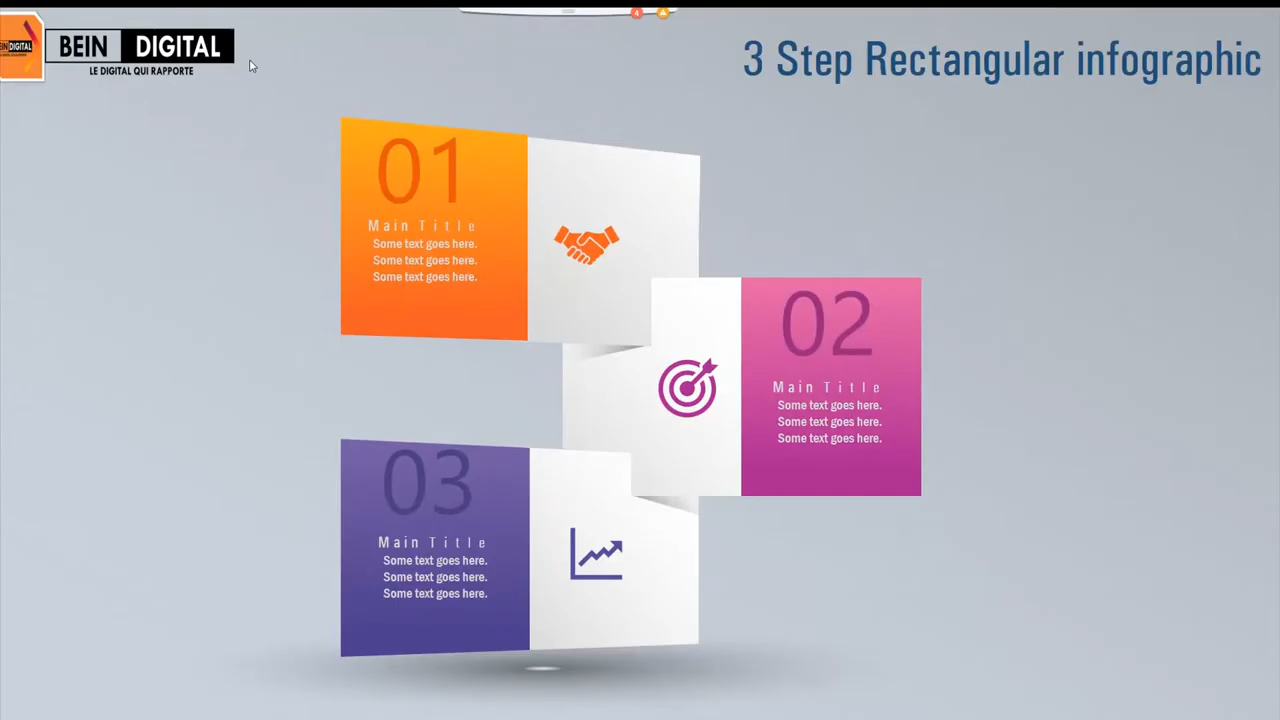 BEIN DIGITAL
LE DIGITAL QUI RAPPORTE
3 Step Rectangular infographic
01
Main Title
Some text goes here.
Some text goes here.
Some text goes here.
02
Main Title
Some text goes here.
Some text goes here.
Some text goes here.
03
Main Title
Some text goes here.
Some text goes here.
Some text goes here.